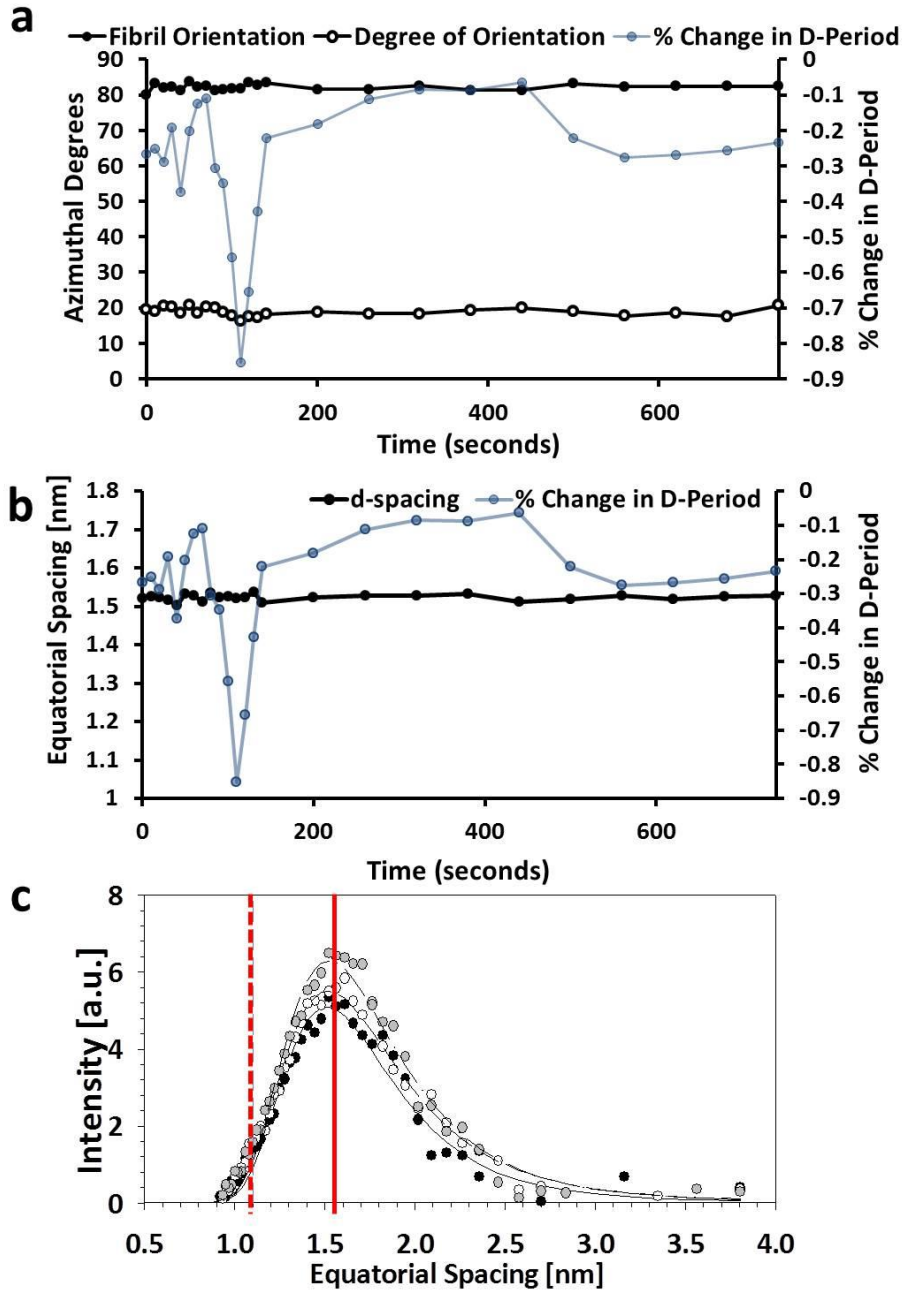 a
Fibril Orientation Degree of Orientation % Change in D-Period
90 0
80 -0.1
70 -0.2
60 -0.3
50 -0.4
40 -0.5
30 -0.6
20 -0.7
10 -0.8
0 -0.9
Azimuthal Degrees
% Change in D-Period
0 200 400 600
Time (seconds)
b
d-spacing % Change in D-Period
1.8 0
1.7 -0.1
1.6 -0.2
1.5 -0.3
1.4 -0.4
1.3 -0.5
-0.6
1.2 -0.7
1.1 -0.8
1 -0.9
Equatorial Spacing [nm]
% Change in D-Period
0 200 400 600
Time (seconds)
c
8
6
4
2
0
Intensity [a.u.]
0.5 1.0 1.5 2.0 2.5 3.0 3.5 4.0
Equatorial Spacing [nm]